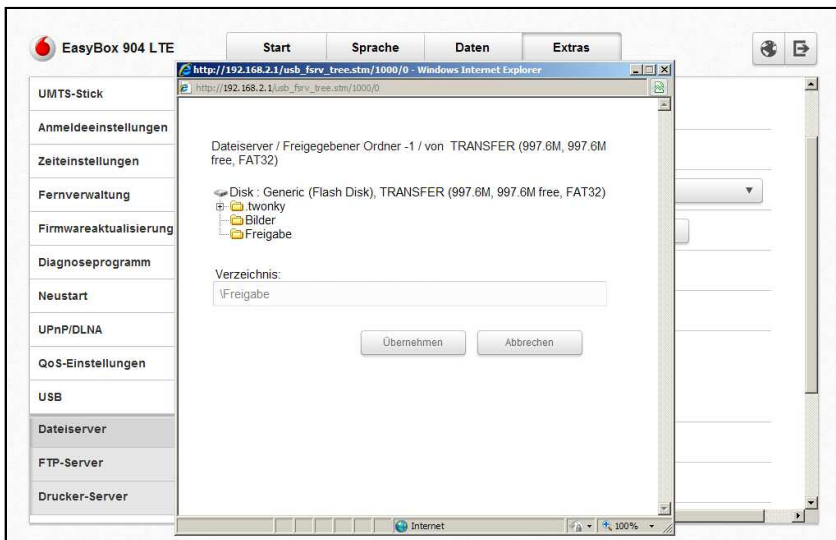 EasyBox 904 LTE
Start
Sprache
Daten
Extras
http://192.168.2.1/usb_fsrv_tree.stm/1000/0 - Windows Internet Explorer
http://192.168.2.1/usb_fsrv_tree.stm/1000/0
UMTS-Stick
Anmeldeeinstellungen
Zeiteinstellungen
Fernverwaltung
Firmwareaktualisierung
Diagnoseprogramm
Neustart
UPnP/DLNA
QoS-Einstellungen
USB
Dateiserver
FTP-Server
Drucker-Server
Dateiserver / Freigegebener Ordner -1 / von TRANSFER (997.6M, 997.6M
free, FAT32)
Disk : Generic (Flash Disk), TRANSFER (997.6M, 997.6M free, FAT32)
.twonky
Bilder
Freigabe
Verzeichnis:
\Freigabe
Übernehmen
Abbrechen
Internet
100%